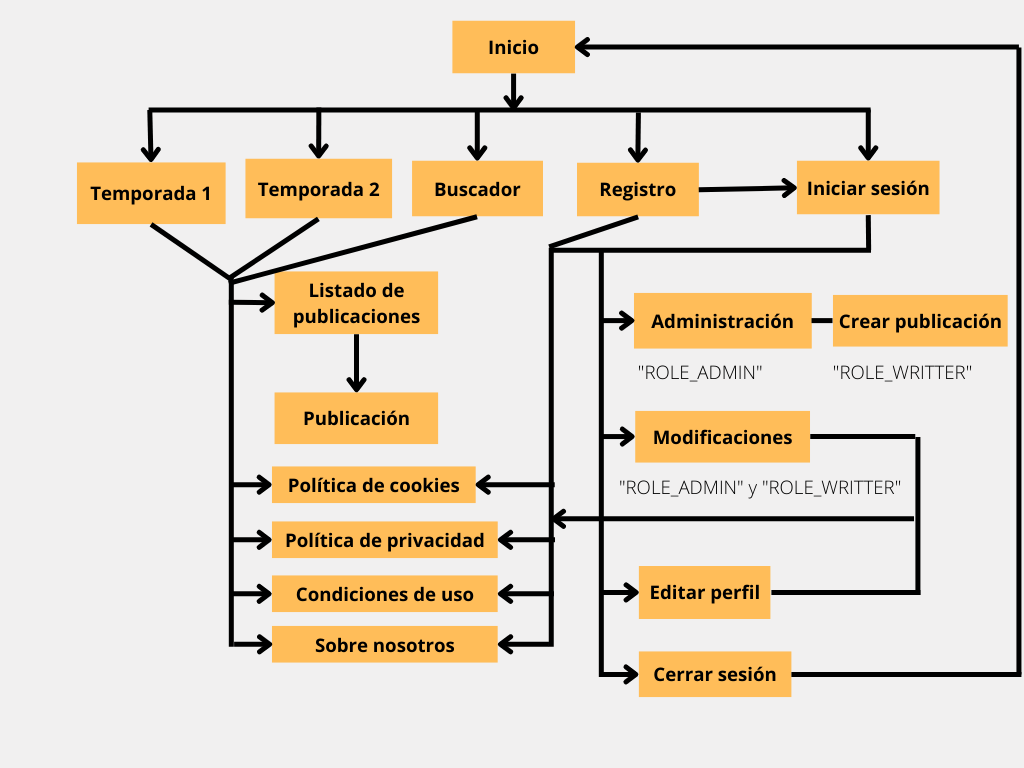 Inicio
Temporada 1
Temporada 2
Buscador
Registro
Iniciar sesión
Listado de
publicaciones
Administración
Crear publicación
"ROLE_ADMIN"
"ROLE_WRITTER"
Publicación
Modificaciones
Política de cookies
"ROLE_ADMIN" y "ROLE_WRITTER"
Política de privacidad
Condiciones de uso
Editar perfil
Sobre nosotros
Cerrar sesión